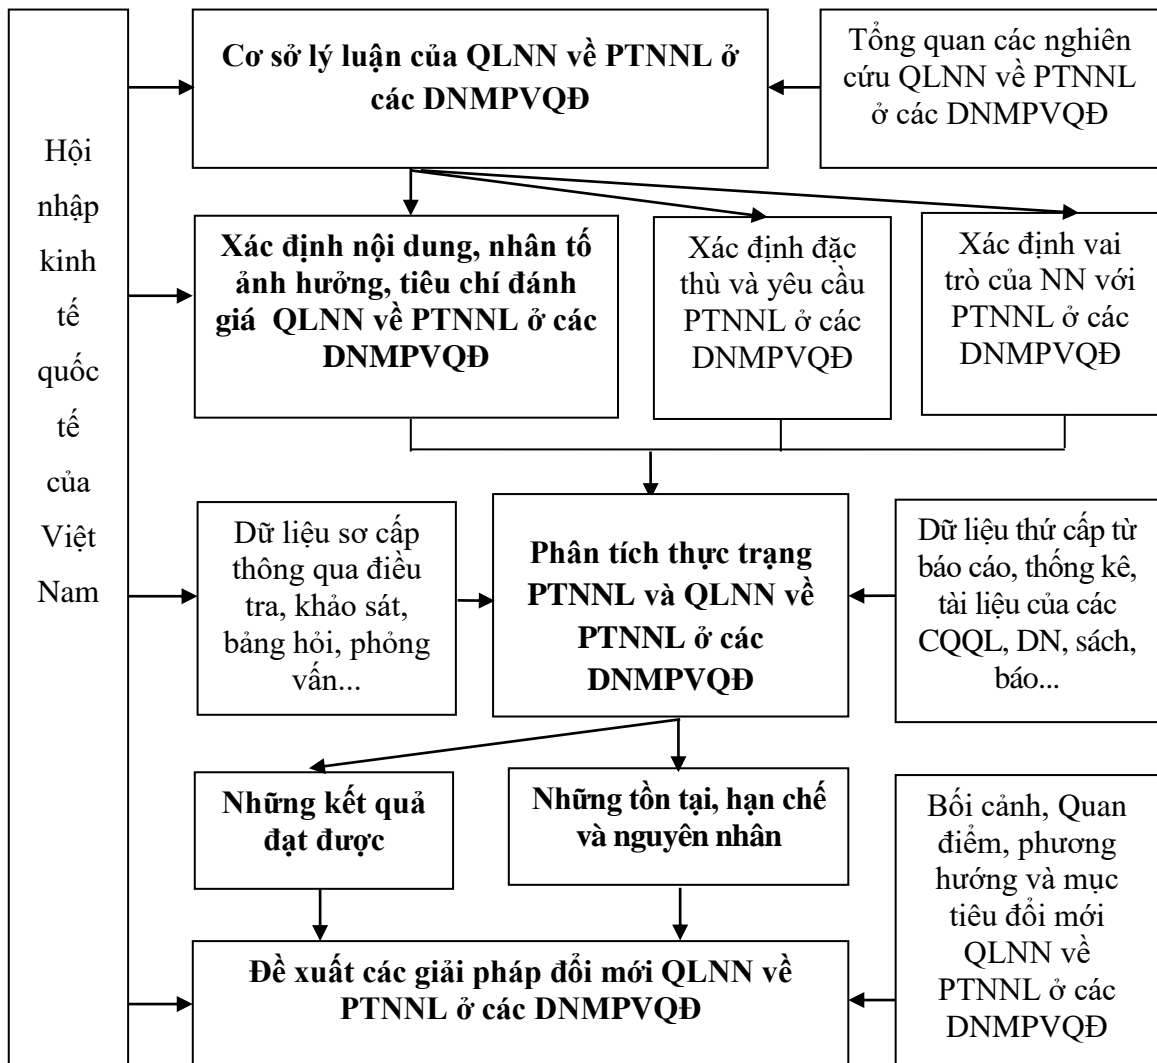 Hội
nhập
kinh
tế
quốc
tế
của
Việt
Nam
Cơ sở lý luận của QLNN về PTNNL ở
các DNMPVQĐ
Tổng quan các nghiên
cứu QLNN về PTNNL
ở các DNMPVQĐ
Xác định nội dung, nhân tố
ảnh hưởng, tiêu chí đánh
giá QLNN về PTNNL ở các
DNMPVQĐ
Xác định đặc
thù và yêu cầu
PTNNL ở các
DNMPVQĐ
Xác định vai
trò của NN với
PTNNL ở các
DNMPVQĐ
Dữ liệu sơ cấp
thông qua điều
tra, khảo sát,
bảng hỏi, phỏng
vấn...
Phân tích thực trạng
PTNNL và QLNN về
PTNNL ở các
DNMPVQĐ
Dữ liệu thứ cấp từ
báo cáo, thống kê,
tài liệu của các
CQQL, DN, sách,
báo...
Những kết quả
đạt được
Những tồn tại, hạn chế
và nguyên nhân
Bối cảnh, Quan
điểm, phương
hướng và mục
tiêu đổi mới
QLNN về
PTNNL ở các
DNMPVQĐ
Đề xuất các giải pháp đổi mới QLNN về
PTNNL ở các DNMPVQĐ